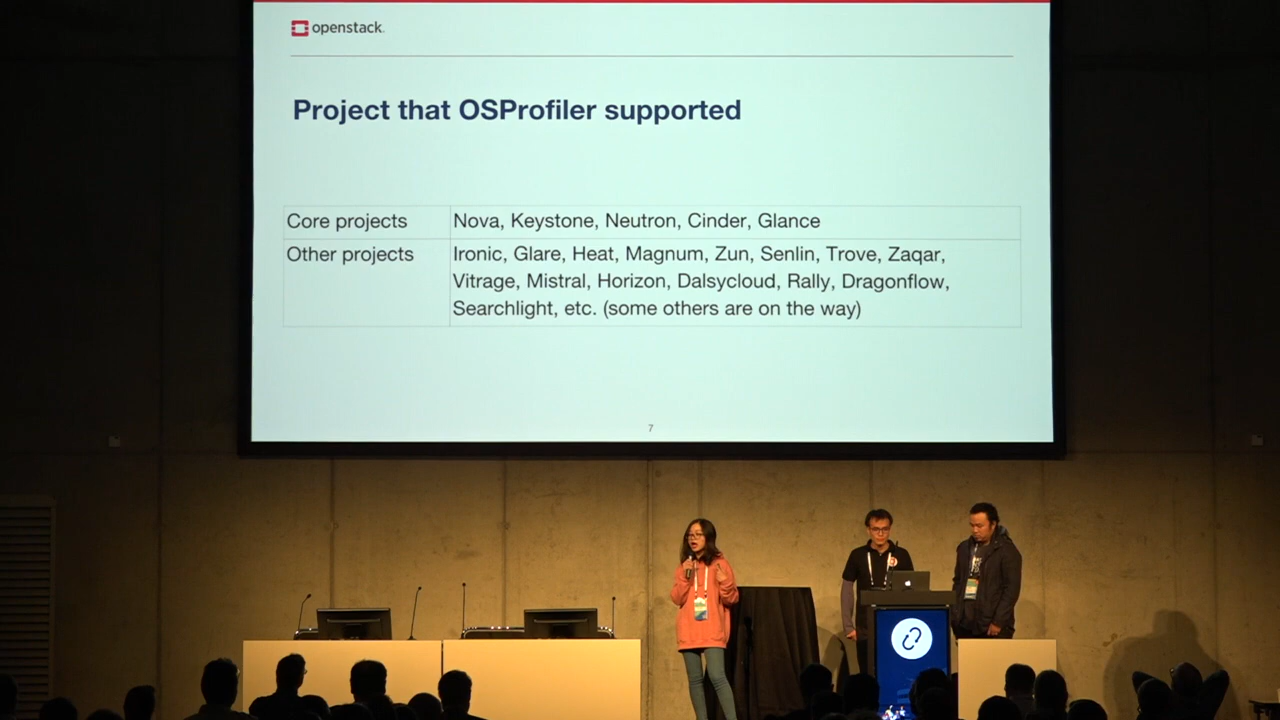 openstack.
Project that OSProfiler supported
Core projects
Nova, Keystone, Neutron, Cinder, Glance
Other projects
Ironic, Glare, Heat, Magnum, Zun, Senlin, Trove, Zaqar,
Vitrage, Mistral, Horizon, Dalsycloud, Rally, Dragonflow,
Searchlight, etc. (some others are on the way)
7